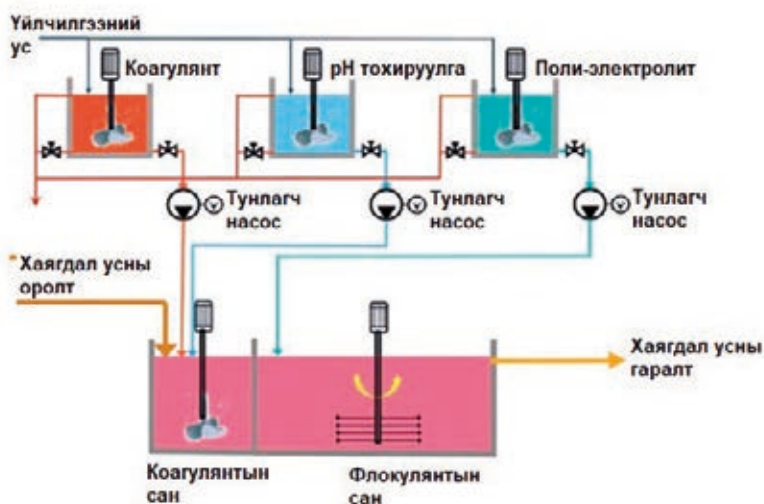 Үйлчилгээний
ус
Коагулянт
pH тохируулга
Поли-электролит
Тунлагч
насос
Тунлагч
насос
Тунлагч
насос
Хаягдал усны
оролт
Хаягдал усны
гаралт
Коагулянтын
сан
Флокулянтын
сан